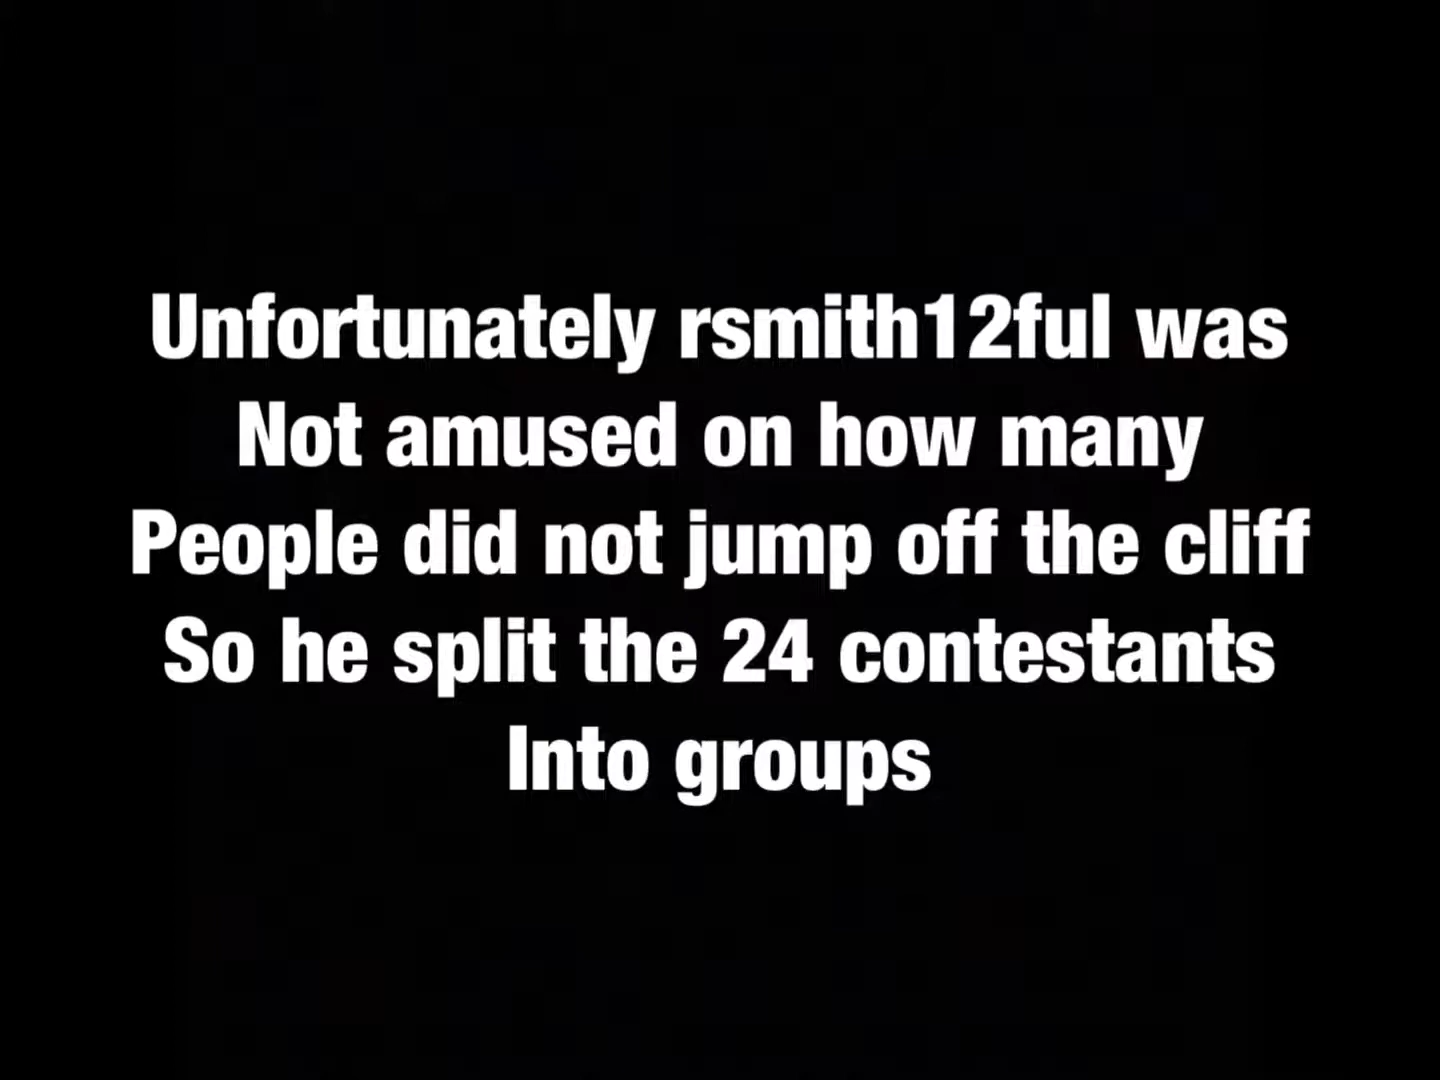 Unfortunately rsmith12ful was
Not amused on how many
People did not jump off the cliff
So he split the 24 contestants
Into groups